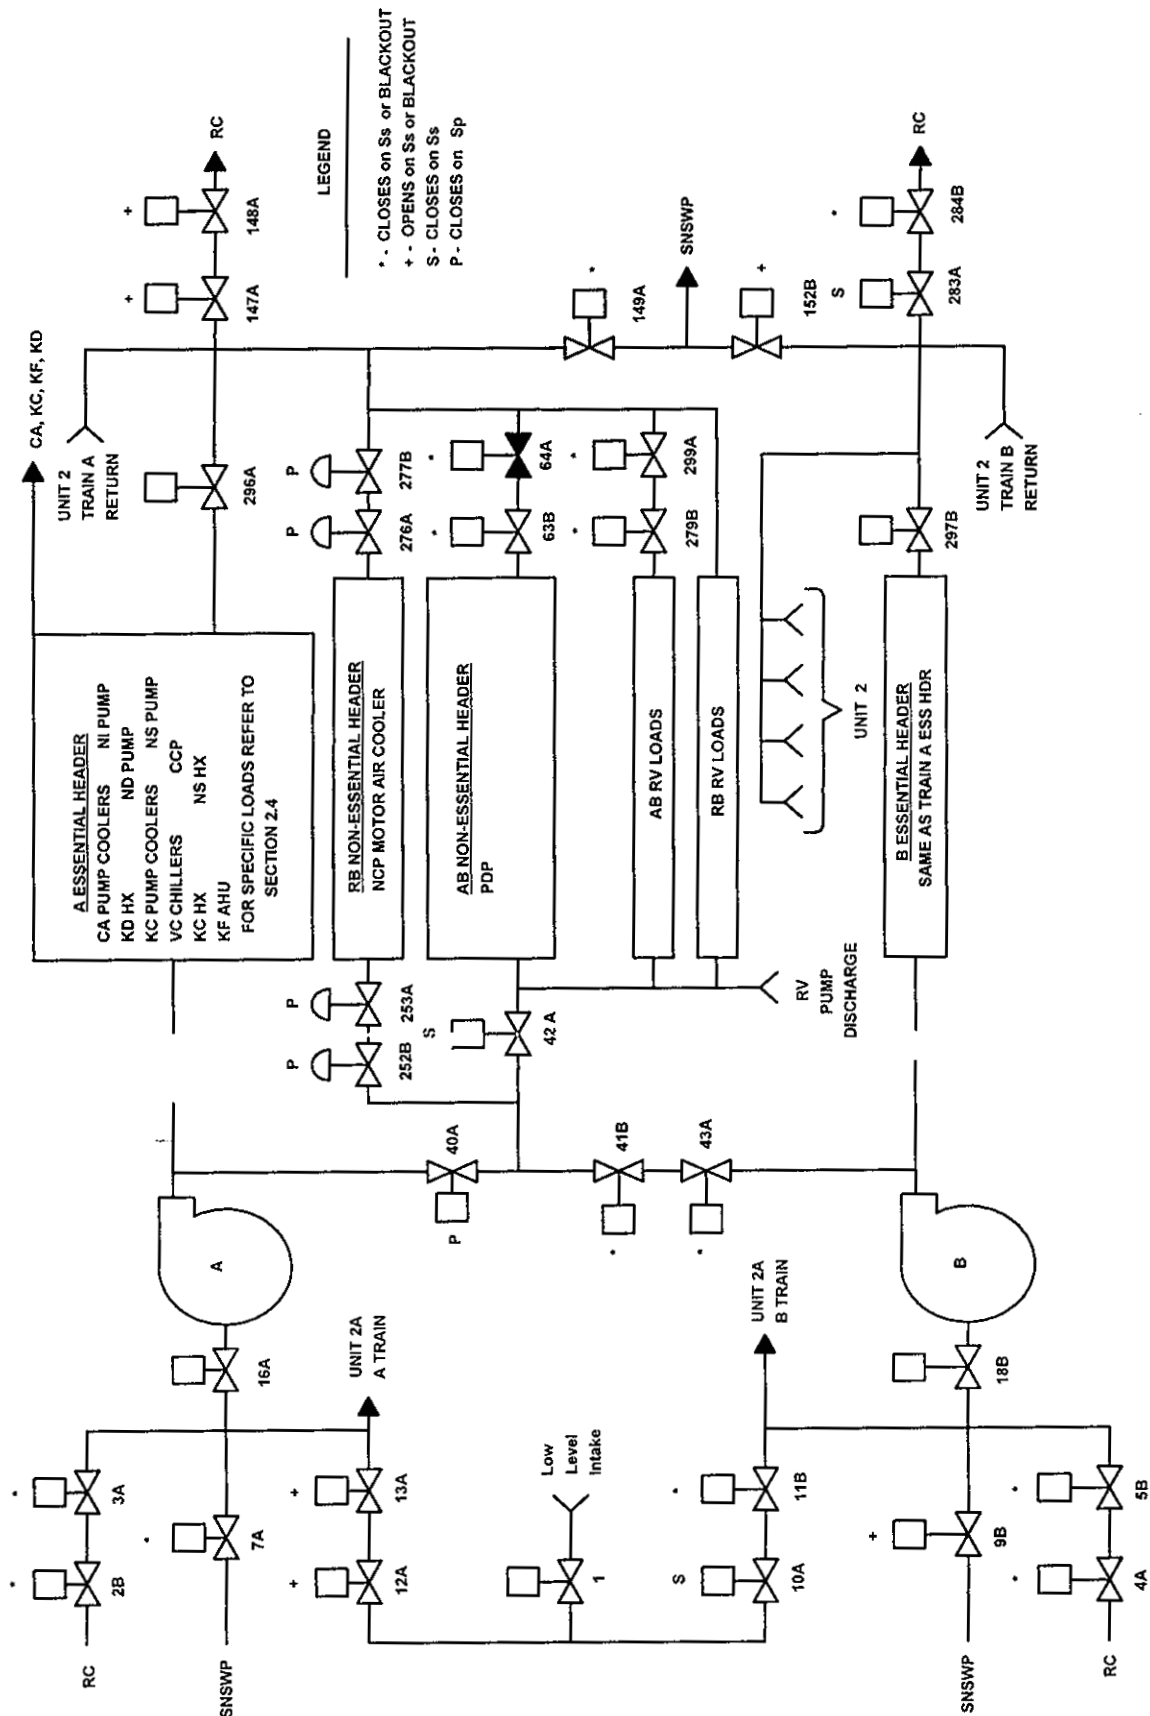 CA, KC, KF, KD
UNIT 2
TRAIN A
RETURN
+
147A
+
148A
RC
LEGEND
* - CLOSES on Ss or BLACKOUT
+ - OPENS on Ss or BLACKOUT
S - CLOSES on Ss
P - CLOSES on Sp
A ESSENTIAL HEADER
CA PUMP COOLERS NI PUMP
KD HX ND PUMP
KC PUMP COOLERS NS PUMP
VC CHILLERS CCP
KC HX NS HX
KF AHU
FOR SPECIFIC LOADS REFER TO
SECTION 2.4
296A
RB NON-ESSENTIAL HEADER
NCP MOTOR AIR COOLER
P
276A
P
277B
P
252B
P
253A
AB NON-ESSENTIAL HEADER
PDP
*
63B
*
64A
S
42 A
AB RV LOADS
*
279B
*
299A
RB RV LOADS
RV
PUMP
DISCHARGE
UNIT 2
B ESSENTIAL HEADER
SAME AS TRAIN A ESS HDR
297B
UNIT 2
TRAIN B
RETURN
*
149A
SNSWP
+
152B
S
283A
*
284B
RC
40A
P
41B
*
43A
*
A
16A
B
18B
UNIT 2A
A TRAIN
UNIT 2A
B TRAIN
*
2B
*
3A
RC
*
7A
SNSWP
+
12A
+
13A
Low
Level
Intake
1
S
10A
*
11B
+
9B
SNSWP
*
4A
*
5B
RC